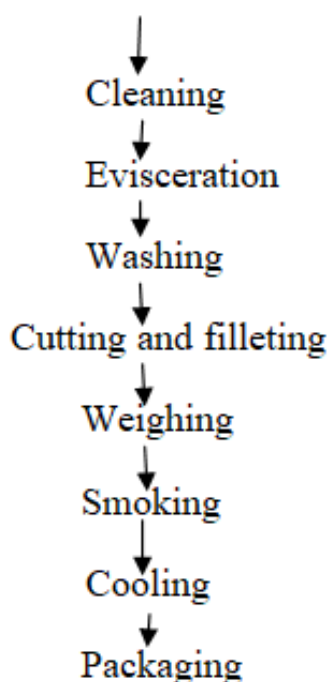 Cleaning
Evisceration
Washing
Cutting and filleting
Weighing
Smoking
Cooling
Packaging